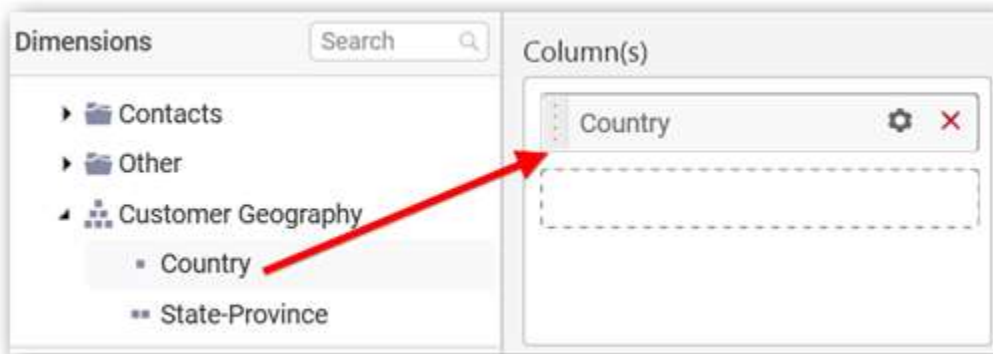 Dimensions
Search
Contacts
Other
Customer Geography
Country
State-Province
Column(s)
Country